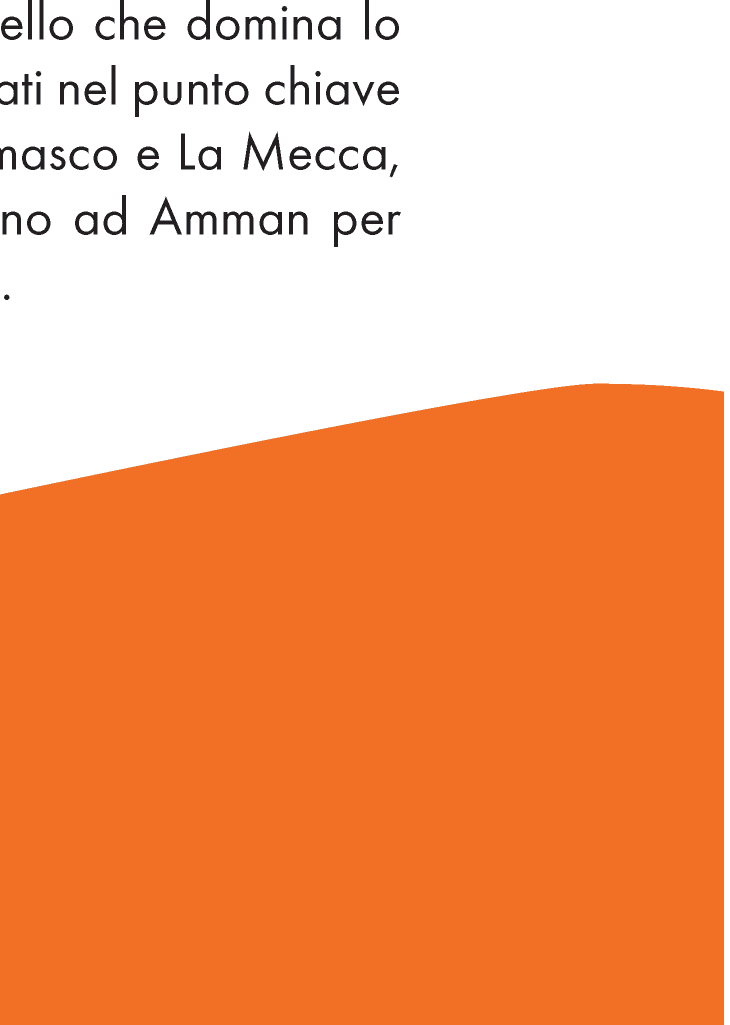 ello che domina lo
ati nel punto chiave
masco e La Mecca,
no ad Amman per
.